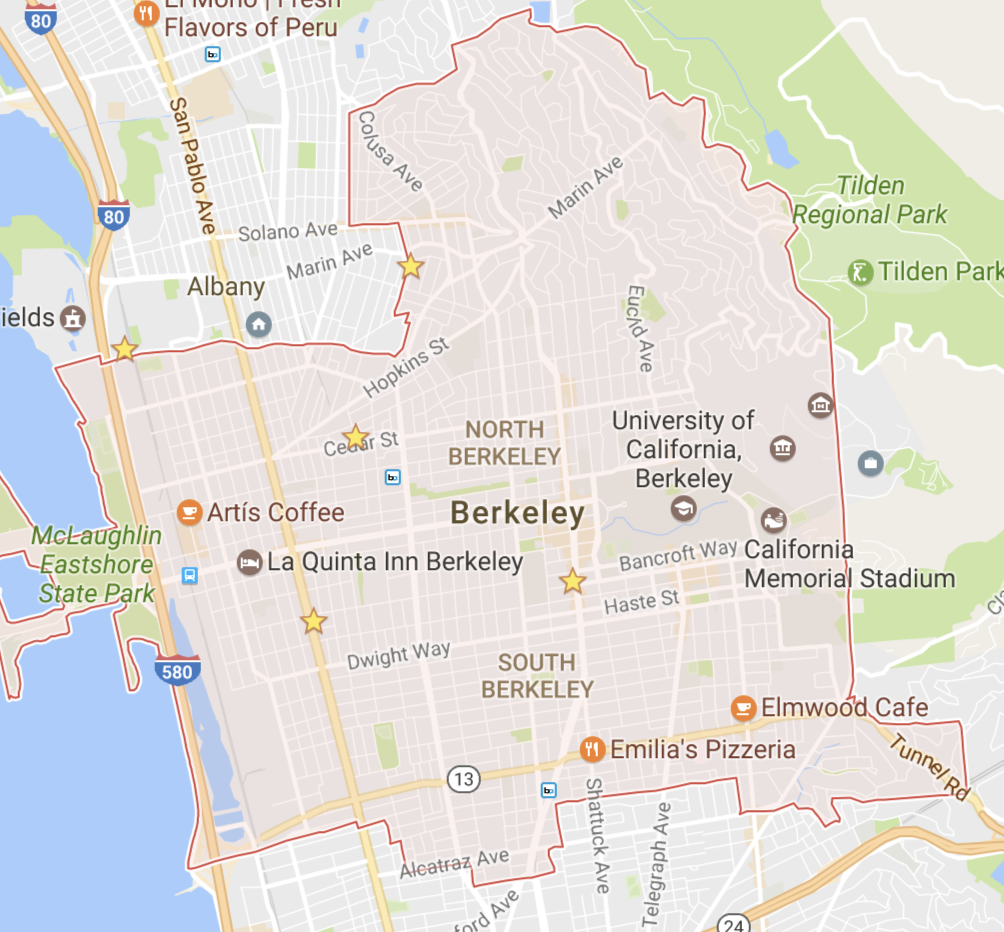 El Mono | Fresh
Flavors of Peru
80
San Pablo Ave
Colusa Ave
Marin Ave
Tilden
Regional Park
80
Solano Ave
Marin Ave
Tilden Park
Albany
ields
Euclid Ave
Hopkins St
University of
California,
Berkeley
NORTH
BERKELEY
Cedar St
Berkeley
Artís Coffee
McLaughlin
Eastshore
State Park
La Quinta Inn Berkeley
Bancroft Way
California
Memorial Stadium
Haste St
Dwight Way
SOUTH
BERKELEY
580
Elmwood Cafe
Emilia's Pizzeria
Tunnel Rd
13
Shattuck Ave
Telegraph Ave
Alcatraz Ave
ford Ave
24